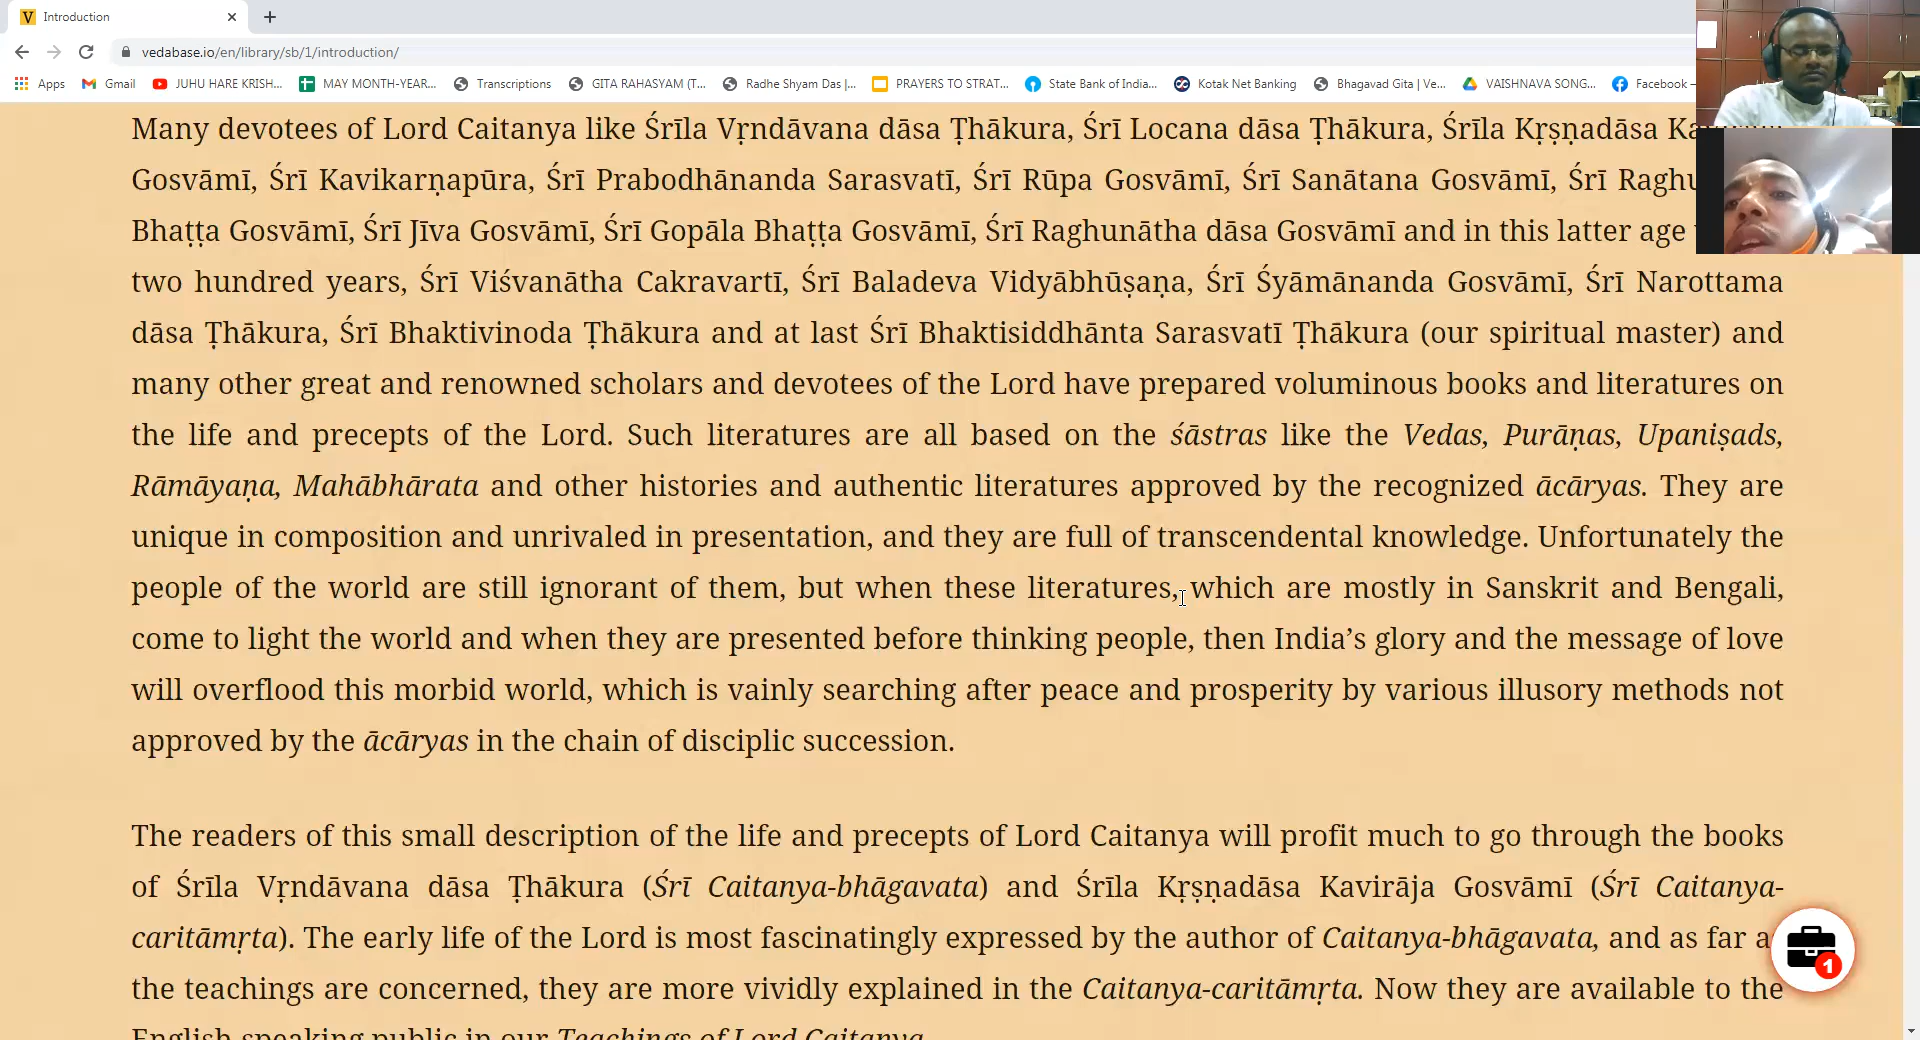 Introduction
vedabase.io/en/library/sb/1/introduction/
Apps Gmail JUHU HARE KRISH... MAY MONTH-YEAR... Transcriptions GITA RAHASYAM (T... Radhe Shyam Das |... PRAYERS TO STRAT... State Bank of India... Kotak Net Banking Bhagavad Gita | Ve... VAISHNAVA SONG... Facebook –
Many devotees of Lord Caitanya like Śrīla Vṛndāvana dāsa Ṭhākura, Śrī Locana dāsa Ṭhākura, Śrīla Kṛṣṇadāsa
Gosvāmī, Śrī Kavikarṇapūra, Śrī Prabodhānanda Sarasvatī, Śrī Rūpa Gosvāmī, Śrī Sanātana Gosvāmī, Śrī
Bhaṭṭa Gosvāmī, Śrī Jīva Gosvāmī, Śrī Gopāla Bhaṭṭa Gosvāmī, Śrī Raghunātha dāsa Gosvāmī and in this latter age
two hundred years, Śrī Viśvanātha Cakravartī, Śrī Baladeva Vidyābhūṣaṇa, Śrī Śyāmānanda Gosvāmī, Śrī Narottama
dāsa Ṭhākura, Śrī Bhaktivinoda Ṭhākura and at last Śrī Bhaktisiddhānta Sarasvatī Ṭhākura (our spiritual master) and
many other great and renowned scholars and devotees of the Lord have prepared voluminous books and literatures on
the life and precepts of the Lord. Such literatures are all based on the śāstras like the Vedas, Purāṇas, Upaniṣads,
Rāmāyaṇa, Mahābhārata and other histories and authentic literatures approved by the recognized ācāryas. They are
unique in composition and unrivaled in presentation, and they are full of transcendental knowledge. Unfortunately the
people of the world are still ignorant of them, but when these literatures, which are mostly in Sanskrit and Bengali,
come to light the world and when they are presented before thinking people, then India’s glory and the message of love
will overflood this morbid world, which is vainly searching after peace and prosperity by various illusory methods not
approved by the ācāryas in the chain of disciplic succession.
The readers of this small description of the life and precepts of Lord Caitanya will profit much to go through the books
of Śrīla Vṛndāvana dāsa Ṭhākura (Śrī Caitanya-bhāgavata) and Śrīla Kṛṣṇadāsa Kavirāja Gosvāmī (Śrī Caitanya-
caritāmṛta). The early life of the Lord is most fascinatingly expressed by the author of Caitanya-bhāgavata, and as far
the teachings are concerned, they are more vividly explained in the Caitanya-caritāmṛta. Now they are available to the
English speaking public in our Teachings of Lord Caitanya.
1